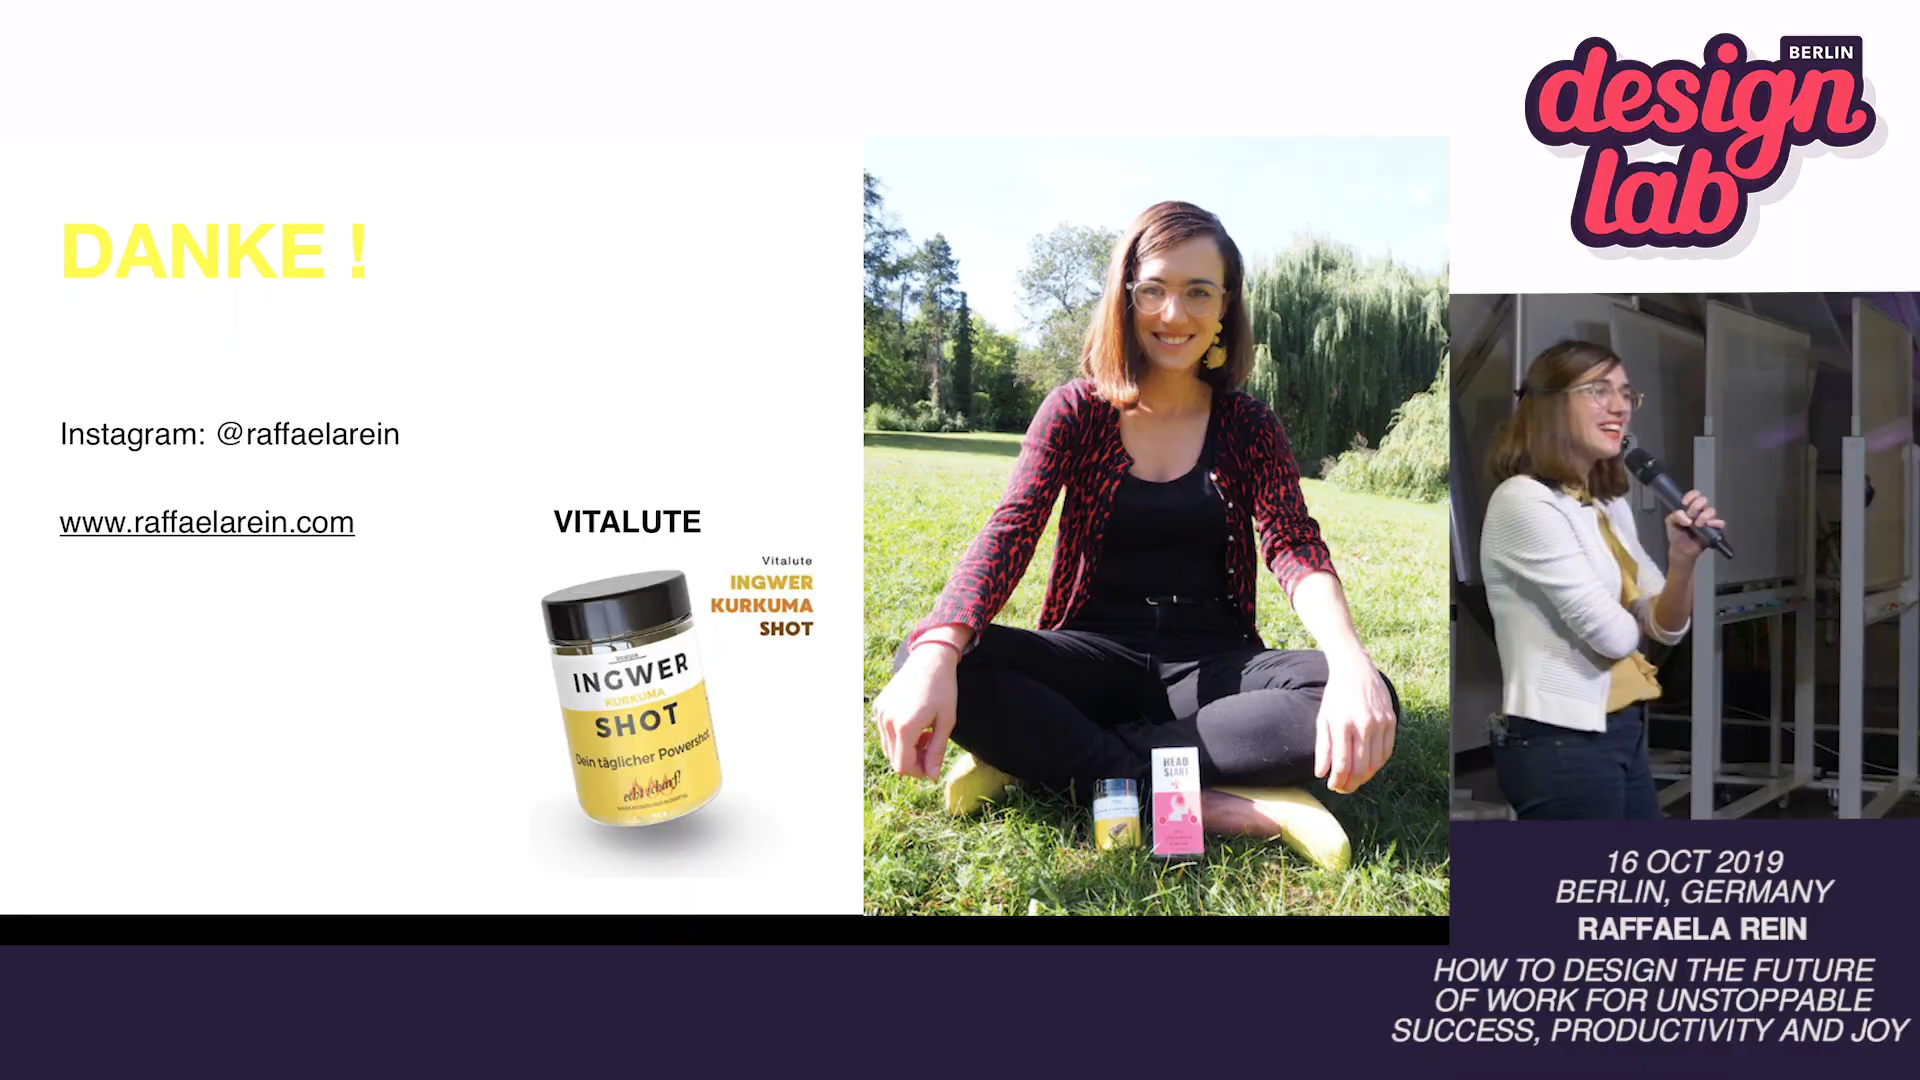 DANKE !
Instagram: @raffaelarein
www.raffaelarein.com
VITALUTE
Vitalute
INGWER
KURKUMA
SHOT
Vitalute
INGWER
KURKUMA
SHOT
Dein täglicher Powershot
HEAD
START
BERLIN
design
lab
16 OCT 2019
BERLIN, GERMANY
RAFFAELA REIN
HOW TO DESIGN THE FUTURE
OF WORK FOR UNSTOPPABLE
SUCCESS, PRODUCTIVITY AND JOY